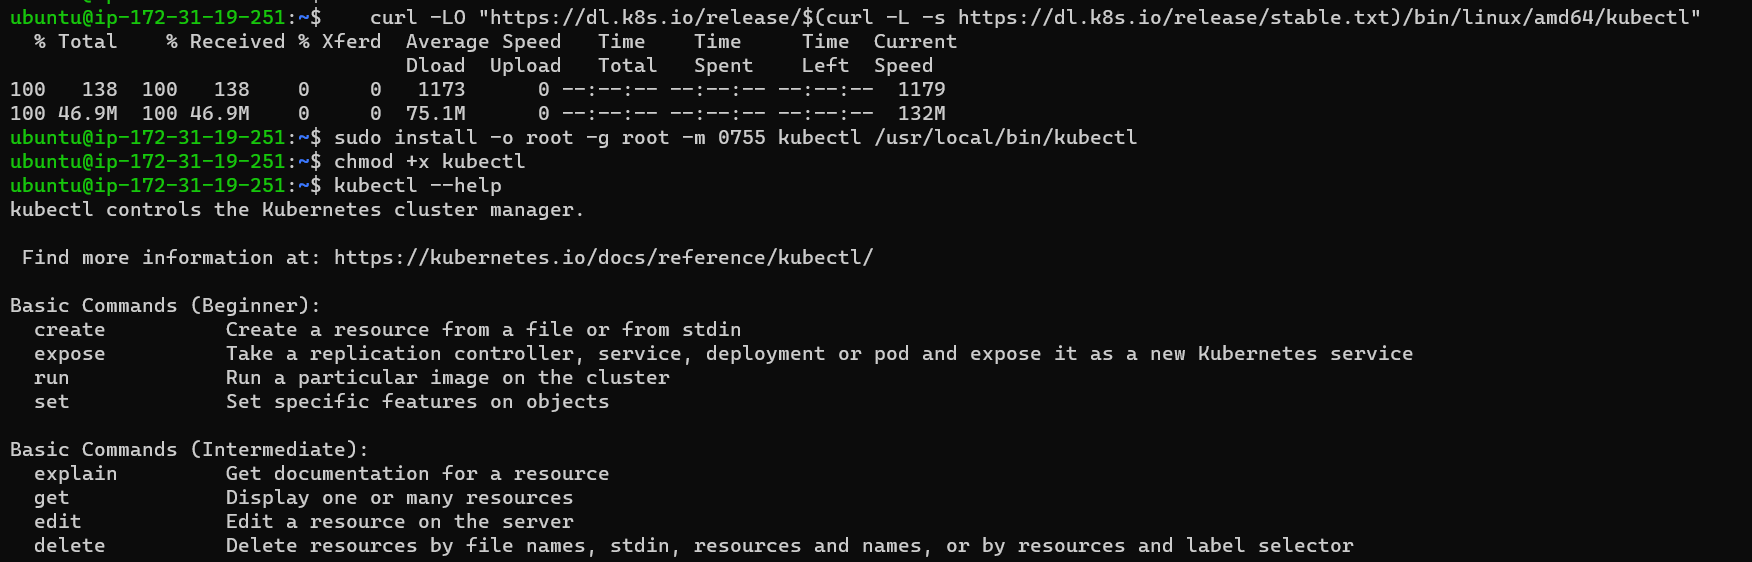 ubuntu@ip-172-31-19-251:~$    curl -LO "https://dl.k8s.io/release/$(curl -L -s https://dl.k8s.io/release/stable.txt)/bin/linux/amd64/kubectl"
  % Total    % Received % Xferd  Average Speed   Time    Time     Time  Current
                                 Dload  Upload   Total   Spent    Left  Speed
100   138  100   138    0     0   1173      0 --:--:-- --:--:-- --:--:--  1179
100 46.9M  100 46.9M    0     0  75.1M      0 --:--:-- --:--:-- --:--:--  132M
ubuntu@ip-172-31-19-251:~$ sudo install -o root -g root -m 0755 kubectl /usr/local/bin/kubectl
ubuntu@ip-172-31-19-251:~$ chmod +x kubectl
ubuntu@ip-172-31-19-251:~$ kubectl --help
kubectl controls the Kubernetes cluster manager.

 Find more information at: https://kubernetes.io/docs/reference/kubectl/

Basic Commands (Beginner):
  create          Create a resource from a file or from stdin
  expose          Take a replication controller, service, deployment or pod and expose it as a new Kubernetes service
  run             Run a particular image on the cluster
  set             Set specific features on objects

Basic Commands (Intermediate):
  explain         Get documentation for a resource
  get             Display one or many resources
  edit            Edit a resource on the server
  delete          Delete resources by file names, stdin, resources and names, or by resources and label selector